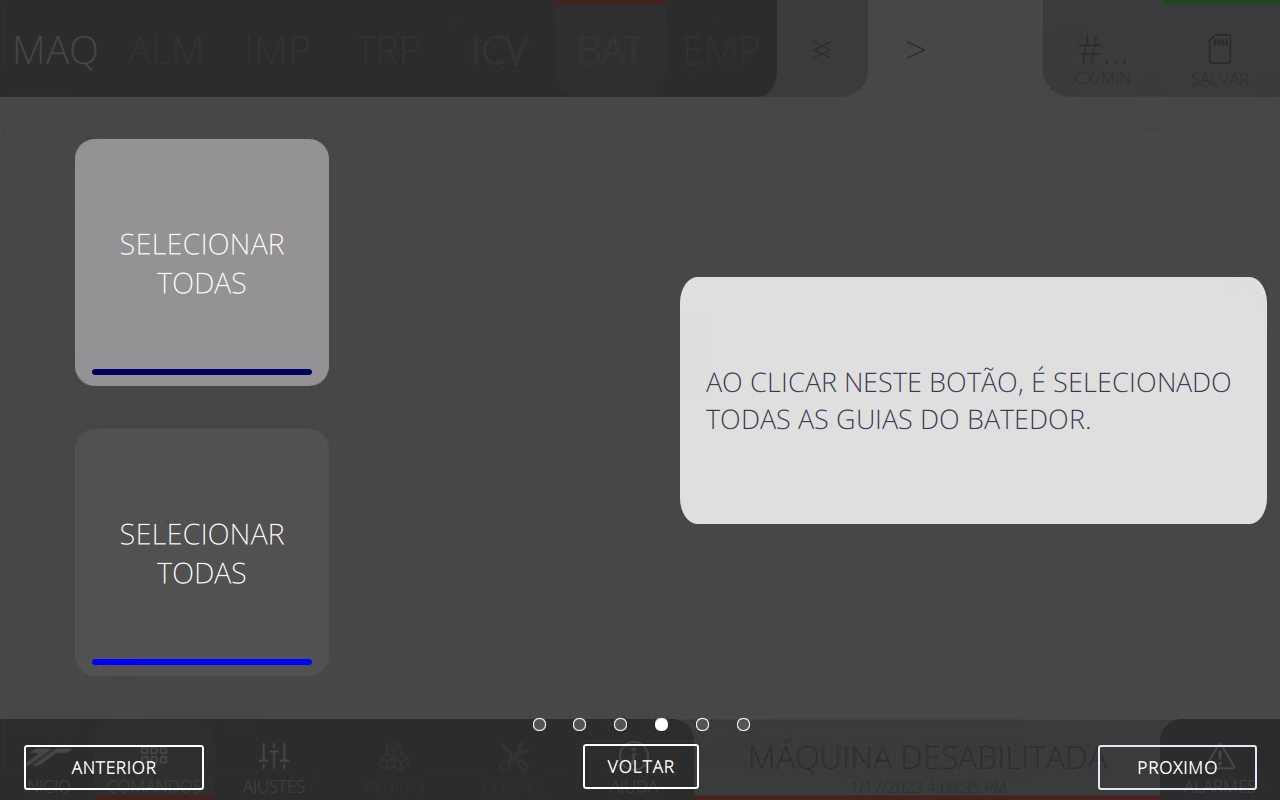 MAQ ALM IMP TRP ICV BAT EMP > #...
CX/MIN SALVAR
SELECIONAR
TODAS
AO CLICAR NESTE BOTÃO, É SELECIONADO
TODAS AS GUIAS DO BATEDOR.
SELECIONAR
TODAS
MÁQUINA DESABILITADA
ANTERIOR VOLTAR PROXIMO
INICIO COMANDOS AJUSTES PEDIDO CONFIG AJUDA 1/17/2023 4:09:35 PM ALARMES